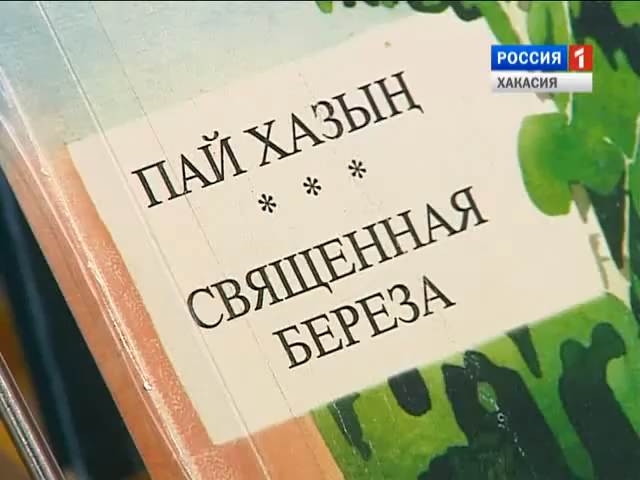 РОССИЯ 1
ХАКАСИЯ
ПАЙ ХАЗЫҢ
* * *
СВЯЩЕННАЯ
БЕРЕЗА